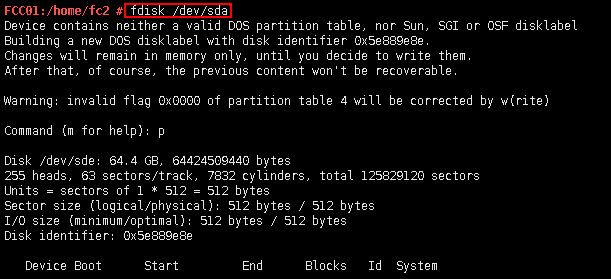 FCC01:/home/fc2 # fdisk /dev/sda
Device contains neither a valid DOS partition table, nor Sun, SGI or OSF disklabel
Building a new DOS disklabel with disk identifier 0x5e889e8e.
Changes will remain in memory only, until you decide to write them.
After that, of course, the previous content won't be recoverable.
Warning: invalid flag 0x0000 of partition table 4 will be corrected by w(rite)
Command (m for help): p
Disk /dev/sde: 64.4 GB, 64424509440 bytes
255 heads, 63 sectors/track, 7832 cylinders, total 125829120 sectors
Units = sectors of 1 * 512 = 512 bytes
Sector size (logical/physical): 512 bytes / 512 bytes
I/O size (minimum/optimal): 512 bytes / 512 bytes
Disk identifier: 0x5e889e8e
Device Boot Start End Blocks Id System